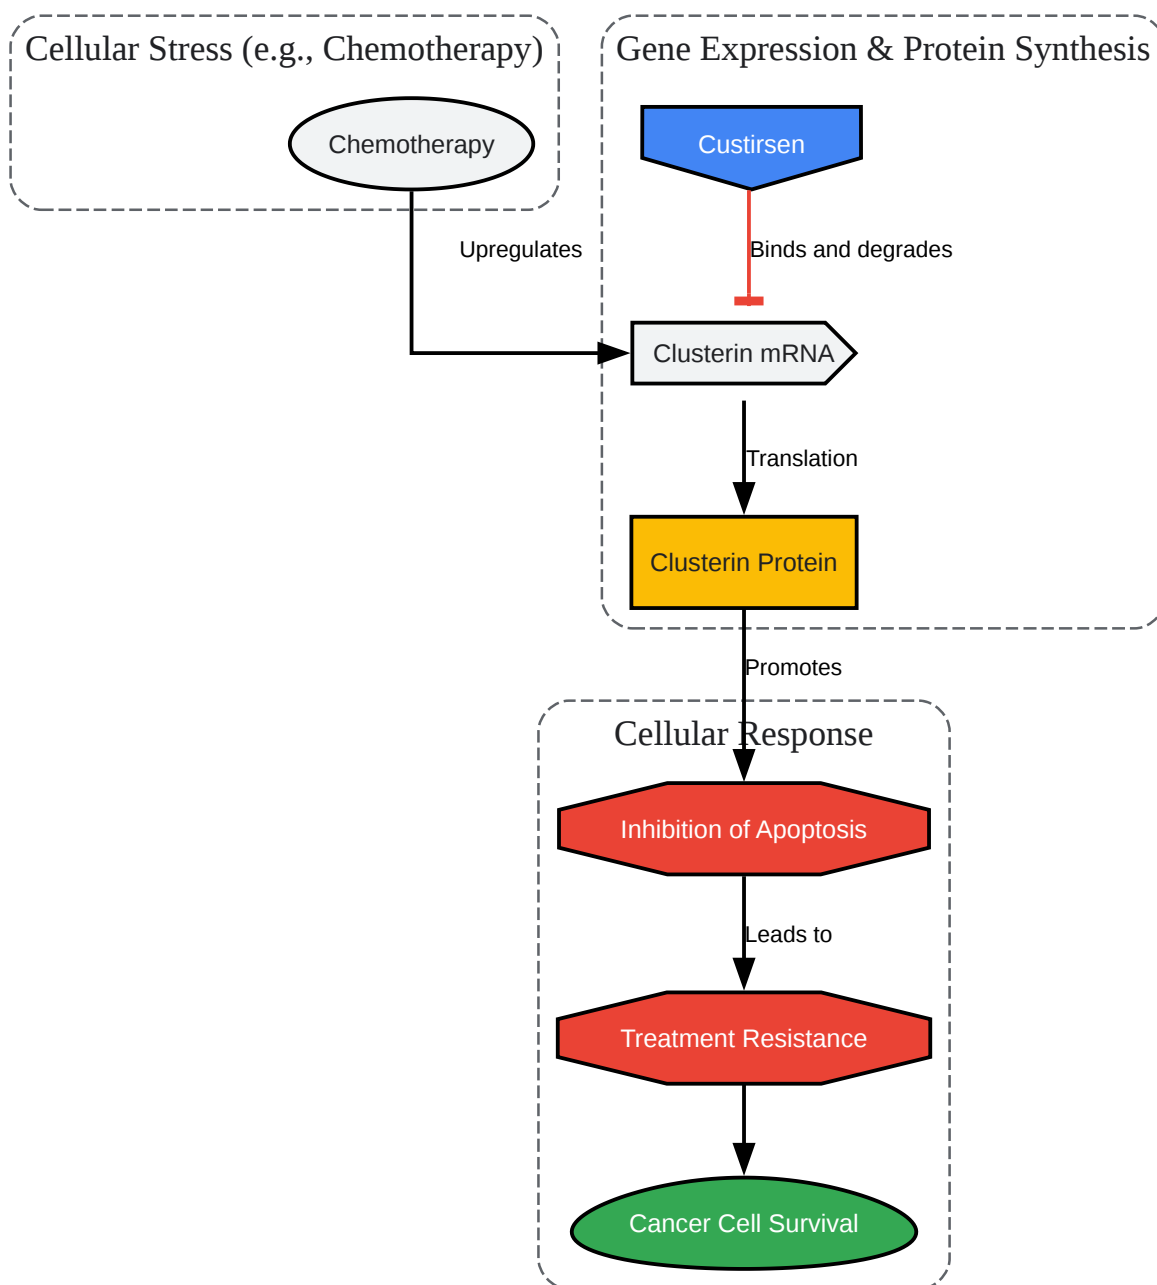 Cellular Stress (e.g., Chemotherapy)
Gene Expression & Protein Synthesis
Chemotherapy
Custirsen
Upregulates
Binds and degrades
Clusterin mRNA
Translation
Clusterin Protein
Promotes
Cellular Response
Inhibition of Apoptosis
Leads to
Treatment Resistance
Cancer Cell Survival